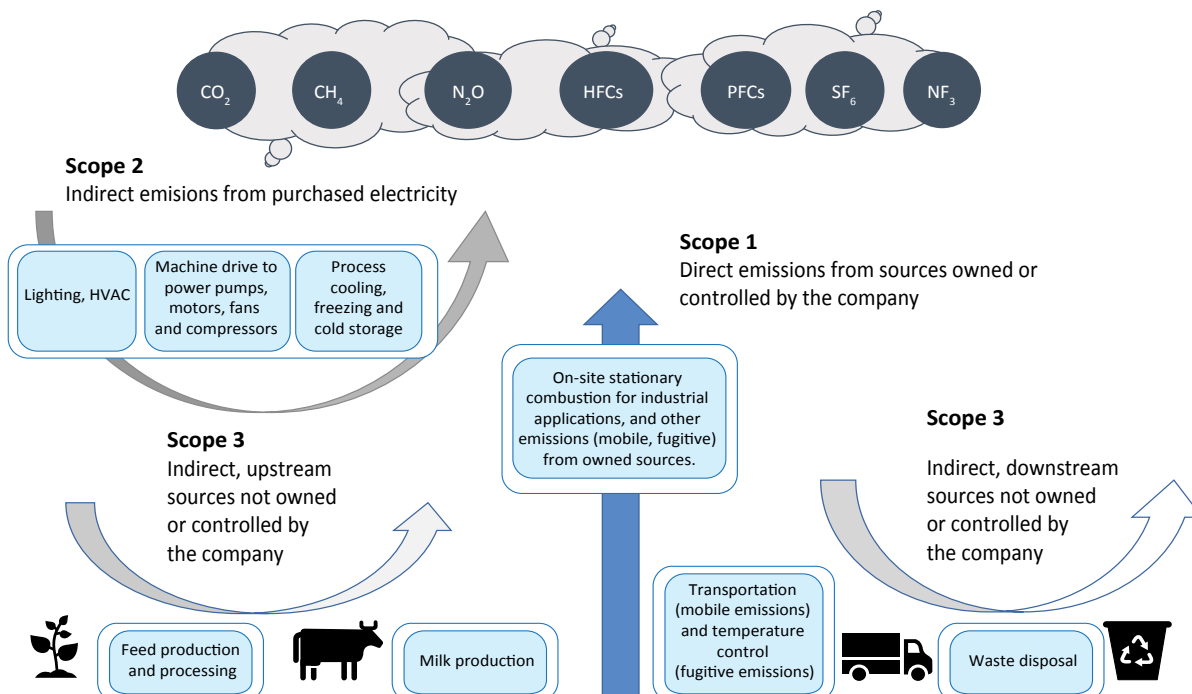 CO₂
CH₄
N₂O
HFCs
PFCs
SF₆
NF₃
Scope 2
Indirect emisions from purchased electricity
Lighting, HVAC
Machine drive to
power pumps,
motors, fans
and compressors
Process
cooling,
freezing and
cold storage
Scope 1
Direct emissions from sources owned or
controlled by the company
On-site stationary
combustion for industrial
applications, and other
emissions (mobile, fugitive)
from owned sources.
Scope 3
Indirect, upstream
sources not owned
or controlled by
the company
Scope 3
Indirect, downstream
sources not owned
or controlled by
the company
Feed production
and processing
Milk production
Transportation
(mobile emissions)
and temperature
control
(fugitive emissions)
Waste disposal